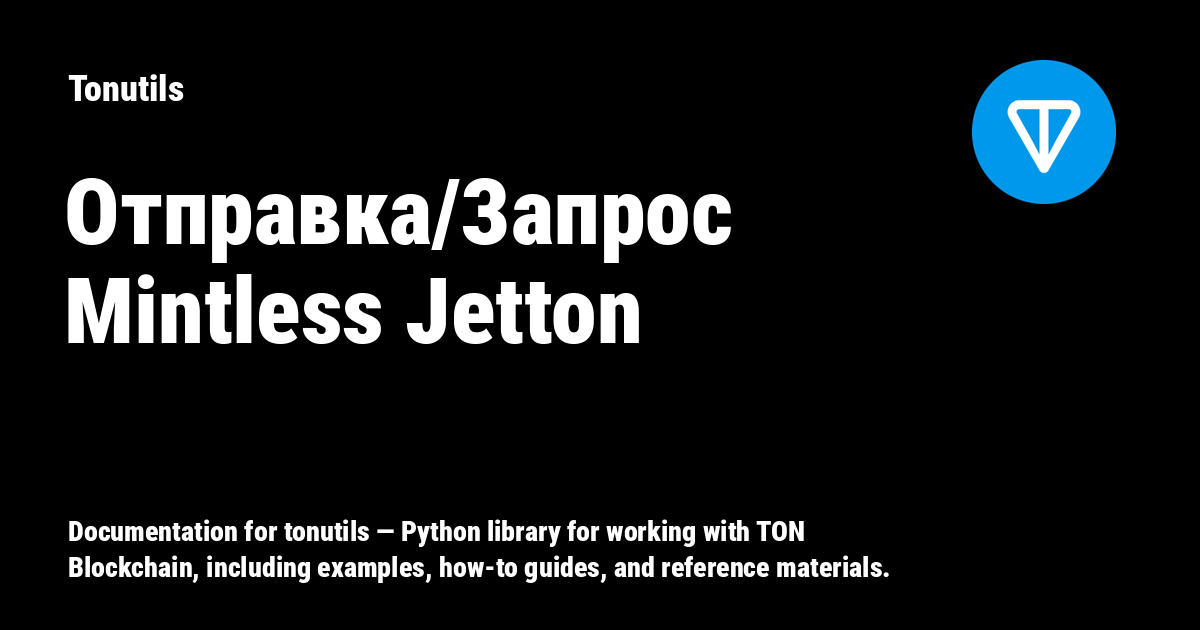 Tonutils
Отправка/Запрос
Mintless Jetton
Documentation for tonutils — Python library for working with TON
Blockchain, including examples, how-to guides, and reference materials.